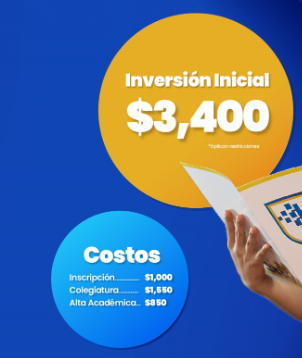 Inversión Inicial
$3,400
*Aplican restricciones
Costos
Inscripción............ $1,000
Colegiatura.......... $1,550
Alta Académica.. $850